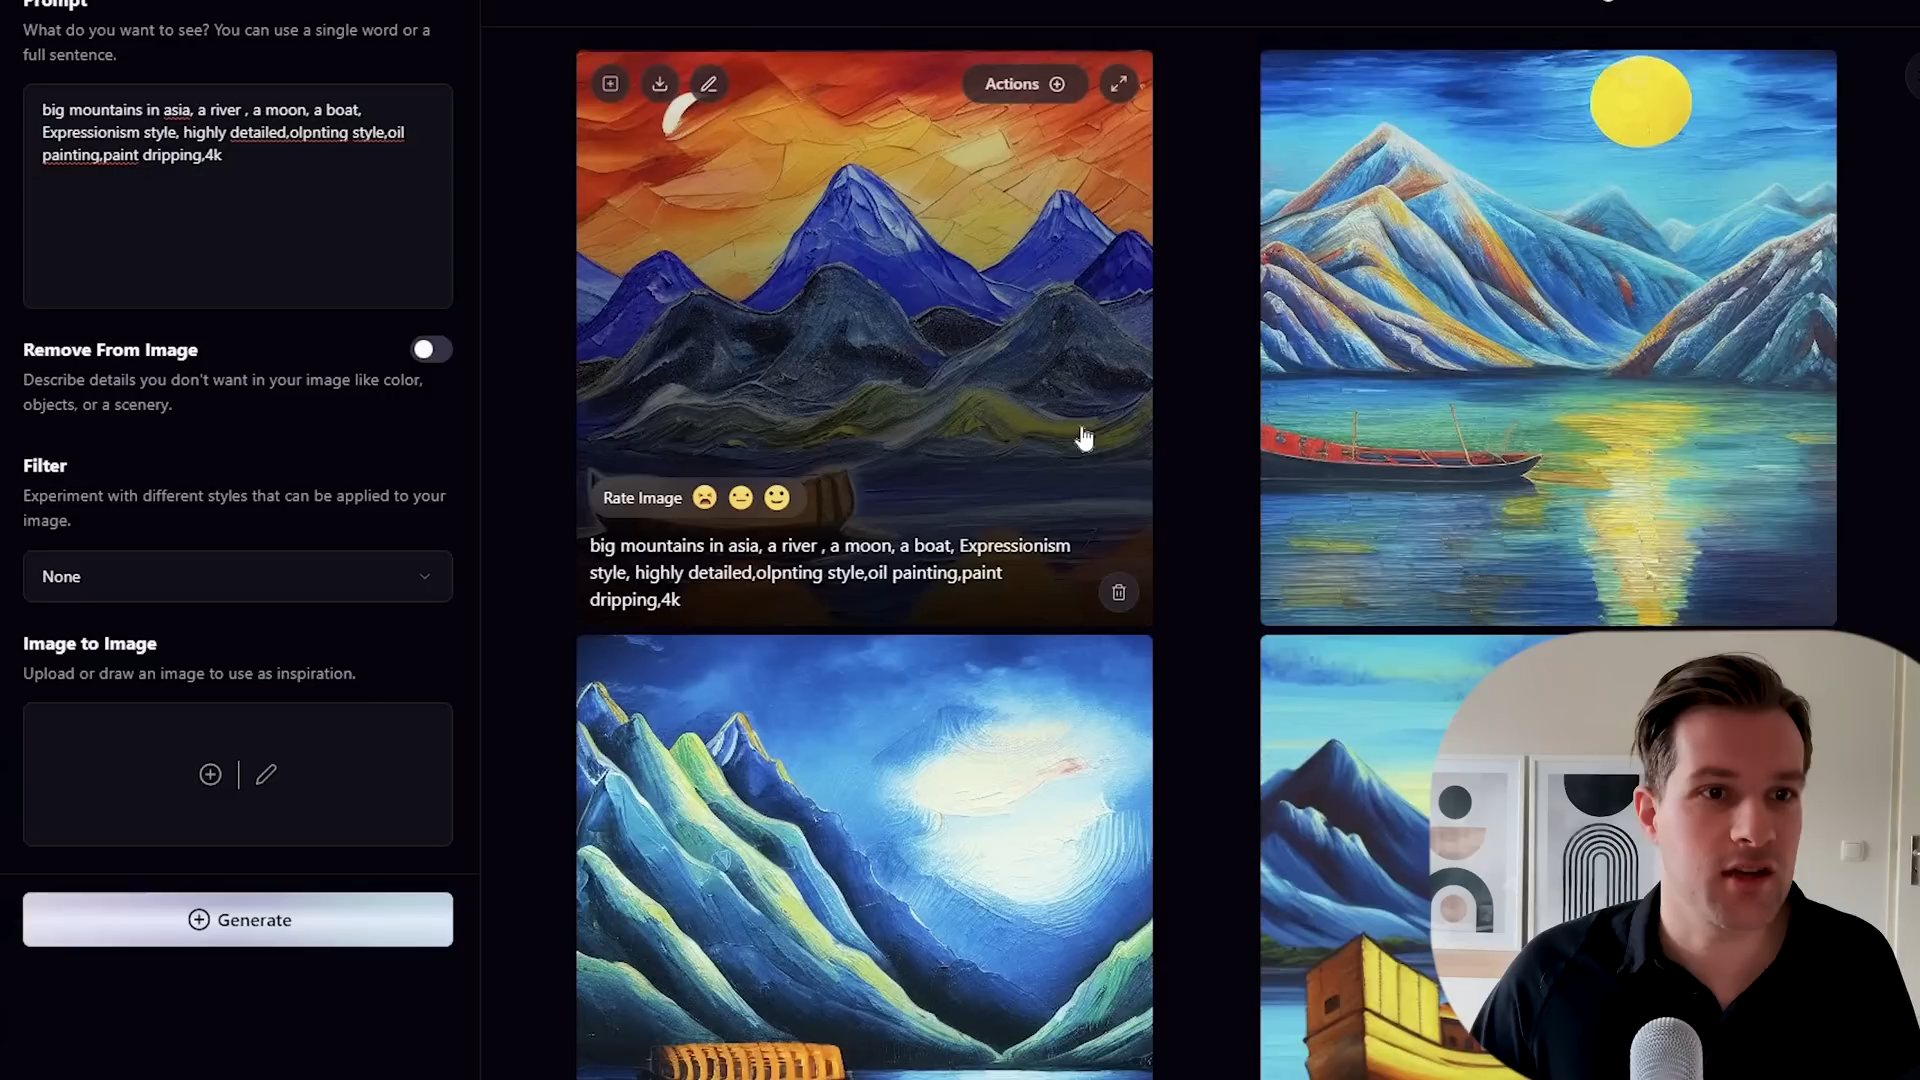 Prompt
What do you want to see? You can use a single word or a
full sentence.
big mountains in asia, a river , a moon, a boat,
Expressionism style, highly detailed,olpnting style,oil
painting,paint dripping,4k
Remove From Image
Describe details you don't want in your image like color,
objects, or a scenery.
Filter
Experiment with different styles that can be applied to your
image.
None
Image to Image
Upload or draw an image to use as inspiration.
Generate
Actions
Rate Image
big mountains in asia, a river , a moon, a boat, Expressionism
style, highly detailed,olpnting style,oil painting,paint
dripping,4k